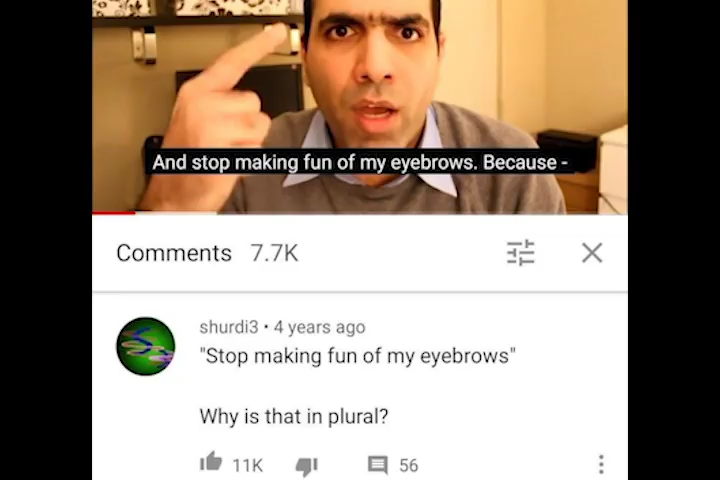 And stop making fun of my eyebrows. Because -
Comments 7.7K
shurdi3 • 4 years ago
"Stop making fun of my eyebrows"
Why is that in plural?
11K 56